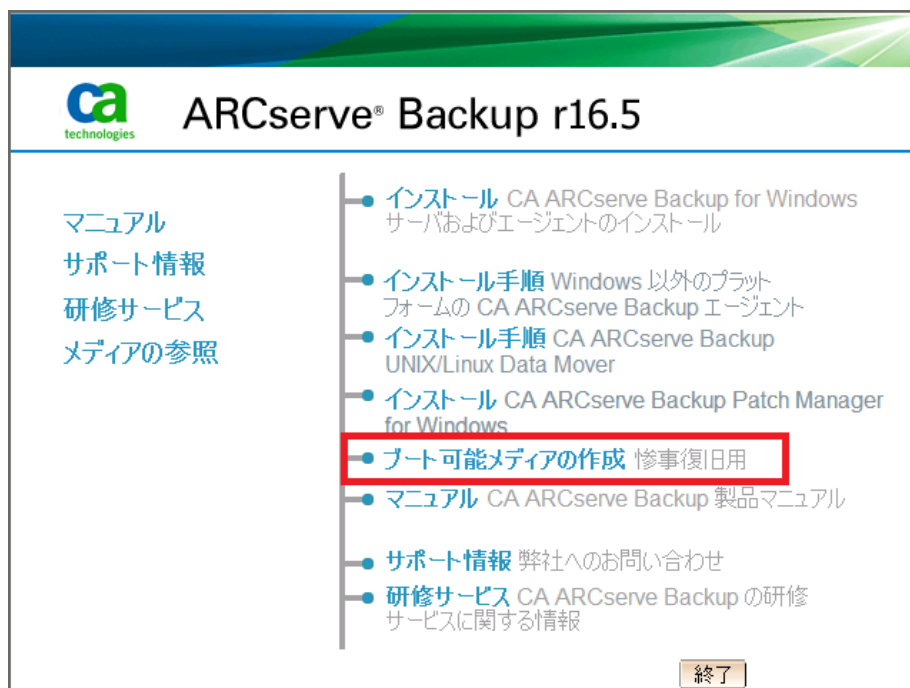 ca
technologies
ARCserve® Backup r16.5
マニュアル
サポート情報
研修サービス
メディアの参照
インストール CA ARCserve Backup for Windows
サーバおよびエージェントのインストール
インストール手順 Windows 以外のプラット
フォームの CA ARCserve Backup エージェント
インストール手順 CA ARCserve Backup
UNIX/Linux Data Mover
インストール CA ARCserve Backup Patch Manager
for Windows
ブート可能メディアの作成 惨事復旧用
マニュアル CA ARCserve Backup 製品マニュアル
サポート情報 弊社へのお問い合わせ
研修サービス CA ARCserve Backup の研修
サービスに関する情報
終了